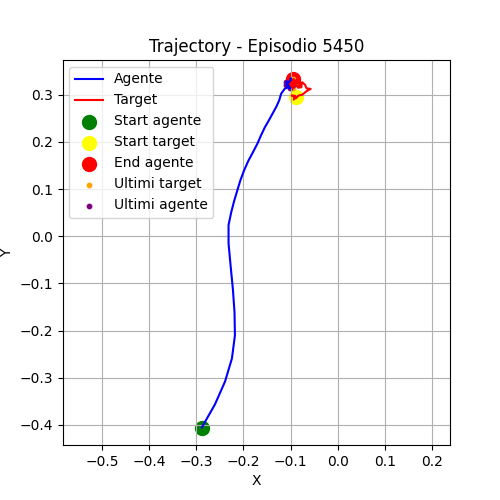 Trajectory - Episodio 5450
Agente
Target
Start agente
Start target
End agente
Ultimi target
Ultimi agente
Y
0.3
0.2
0.1
0.0
−0.1
−0.2
−0.3
−0.4
−0.5 −0.4 −0.3 −0.2 −0.1 0.0 0.1 0.2
X